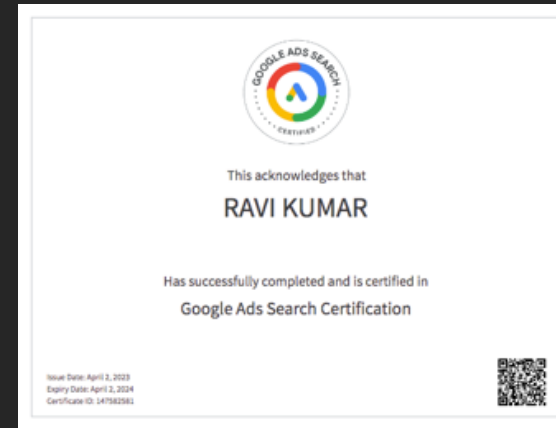 GOOGLE ADS SEARCH
CERTIFIED
This acknowledges that
RAVI KUMAR
Has successfully completed and is certified in
Google Ads Search Certification
Issue Date: April 2, 2023
Expiry Date: April 2, 2024
Certificate ID: 147582581